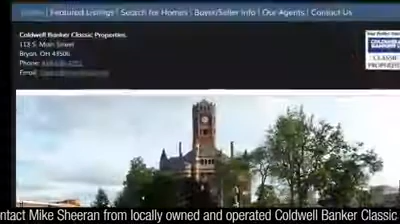 Home | Featured Listings | Search for Homes | Buyer/Seller Info | Our Agents | Contact Us
Coldwell Banker Classic Properties
113 S. Main Street
Bryan, OH 43506
Phone:
Email:
COLDWELL
BANKER
CLASSIC
PROPERTIES
ntact Mike Sheeran from locally owned and operated Coldwell Banker Classic